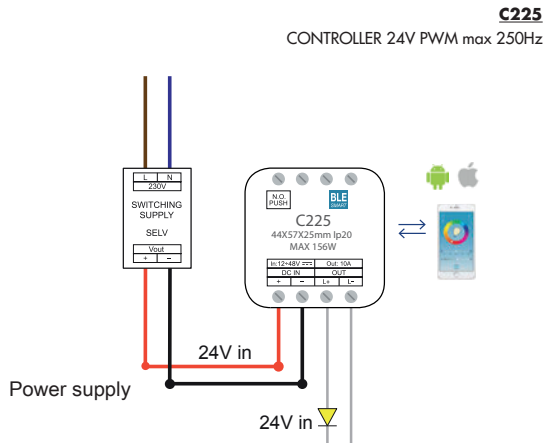 C225
CONTROLLER 24V PWM max 250Hz
L N
230V
SWITCHING
SUPPLY
SELV
Vout
+ −
N.O.
PUSH
BLE
SMART
C225
44X57X25mm Ip20
MAX 156W
In:12÷48V Out: 10A
DC IN OUT
+ − L+ L-
24V in
Power supply
24V in